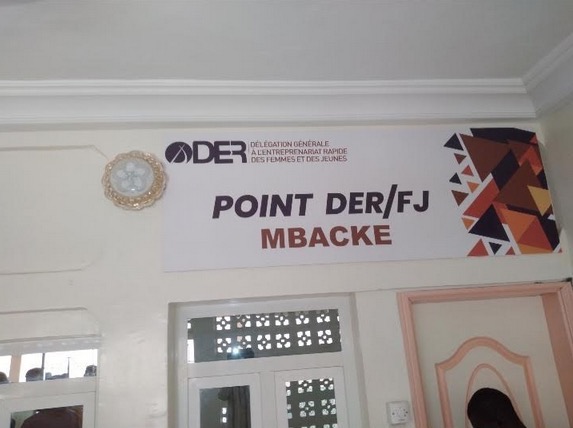 DER
DÉLÉGATION GÉNÉRALE
À L'ENTREPRENARIAT RAPIDE
DES FEMMES ET DES JEUNES
POINT DER/FJ
MBACKE